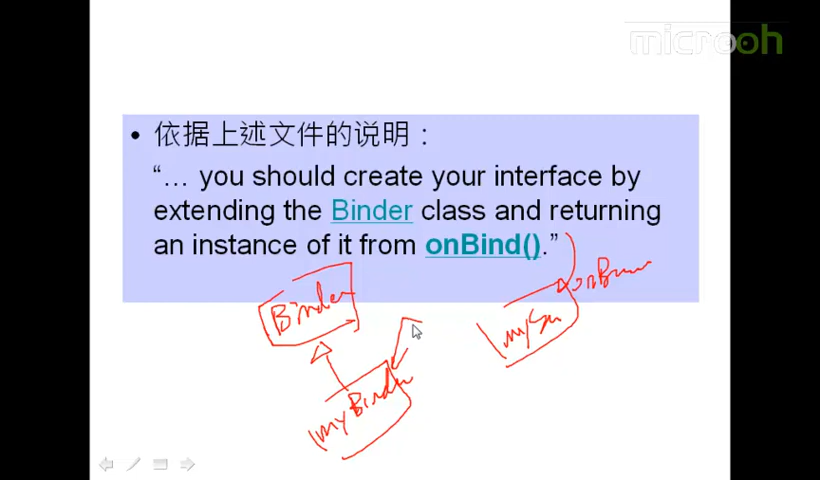 microoh
• 依据上述文件的说明：
“… you should create your interface by
extending the Binder class and returning
an instance of it from onBind().”
Binder
myBinder